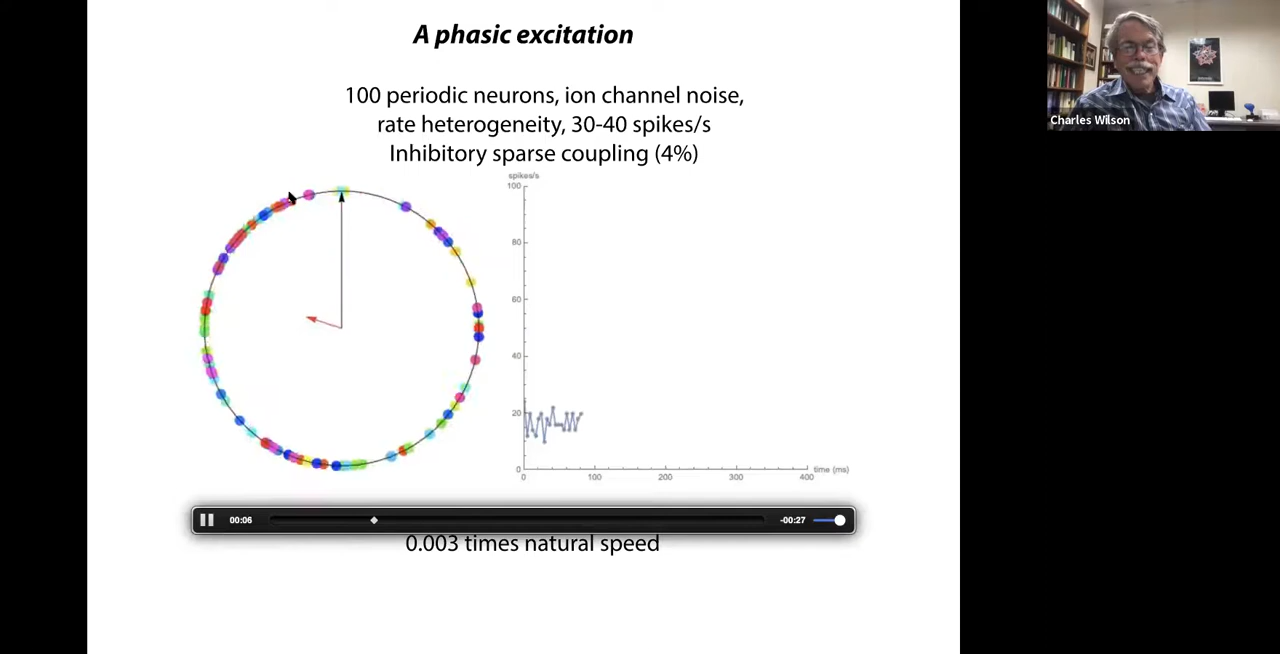 A phasic excitation
100 periodic neurons, ion channel noise,
rate heterogeneity, 30-40 spikes/s
Inhibitory sparse coupling (4%)
spikes/s
100
80
60
40
20
0
0 100 200 300 400 time (ms)
00:06 -00:27
0.003 times natural speed
Charles Wilson